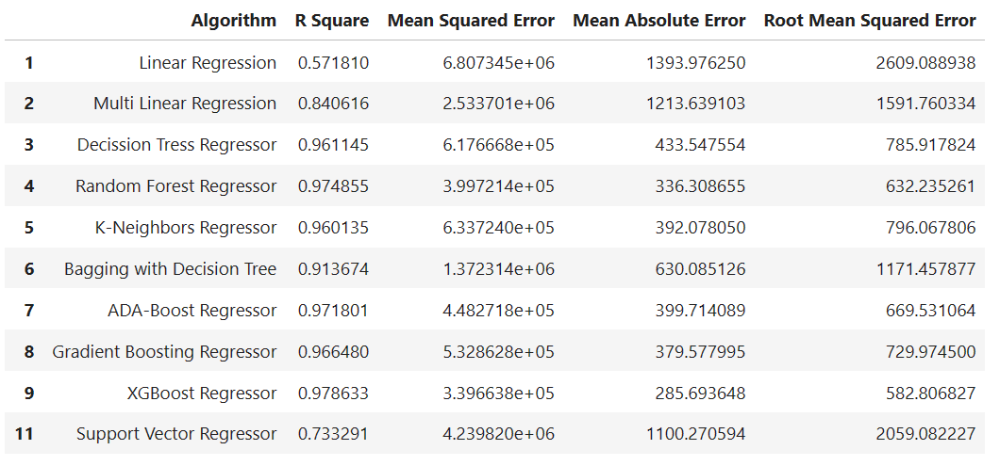 Algorithm R Square Mean Squared Error Mean Absolute Error Root Mean Squared Error
1 Linear Regression 0.571810 6.807345e+06 1393.976250 2609.088938
2 Multi Linear Regression 0.840616 2.533701e+06 1213.639103 1591.760334
3 Decission Tress Regressor 0.961145 6.176668e+05 433.547554 785.917824
4 Random Forest Regressor 0.974855 3.997214e+05 336.308655 632.235261
5 K-Neighbors Regressor 0.960135 6.337240e+05 392.078050 796.067806
6 Bagging with Decision Tree 0.913674 1.372314e+06 630.085126 1171.457877
7 ADA-Boost Regressor 0.971801 4.482718e+05 399.714089 669.531064
8 Gradient Boosting Regressor 0.966480 5.328628e+05 379.577995 729.974500
9 XGBoost Regressor 0.978633 3.396638e+05 285.693648 582.806827
11 Support Vector Regressor 0.733291 4.239820e+06 1100.270594 2059.082227